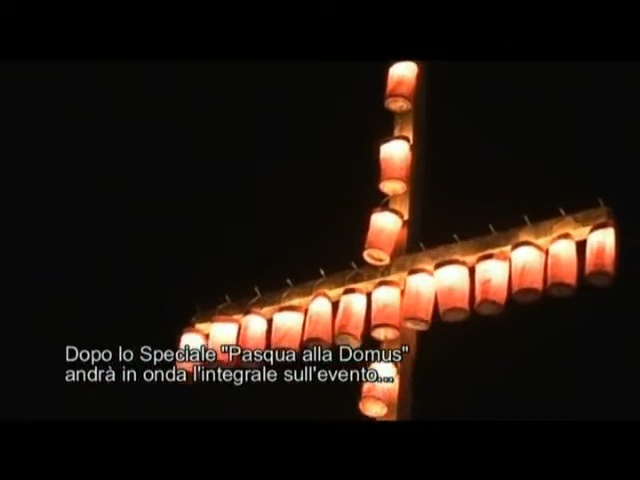 Dopo lo Speciale "Pasqua alla Domus"
andrà in onda l'integrale sull'evento...